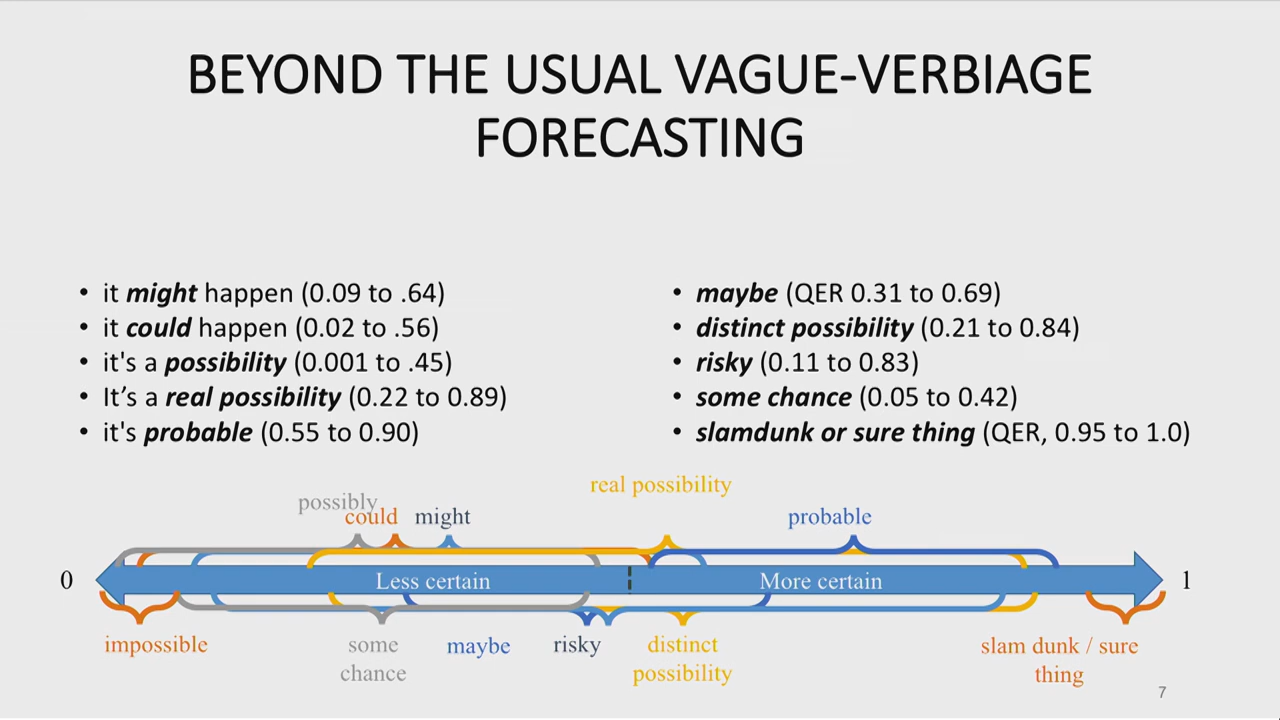 BEYOND THE USUAL VAGUE-VERBIAGE
FORECASTING
• it might happen (0.09 to .64)
• it could happen (0.02 to .56)
• it's a possibility (0.001 to .45)
• It’s a real possibility (0.22 to 0.89)
• it's probable (0.55 to 0.90)
• maybe (QER 0.31 to 0.69)
• distinct possibility (0.21 to 0.84)
• risky (0.11 to 0.83)
• some chance (0.05 to 0.42)
• slamdunk or sure thing (QER, 0.95 to 1.0)
real possibility
possibly
could
might
probable
0
Less certain
More certain
1
impossible
some
chance
maybe
risky
distinct
possibility
slam dunk / sure
thing
7